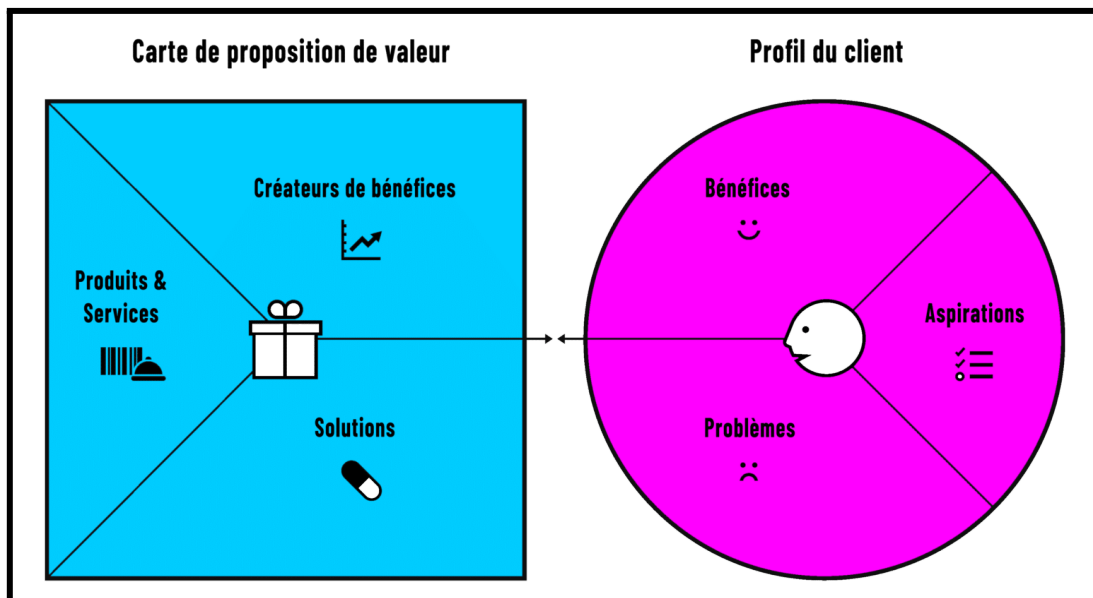 Carte de proposition de valeur
Profil du client
Créateurs de bénéfices
Produits &
Services
Solutions
Bénéfices
Aspirations
Problèmes